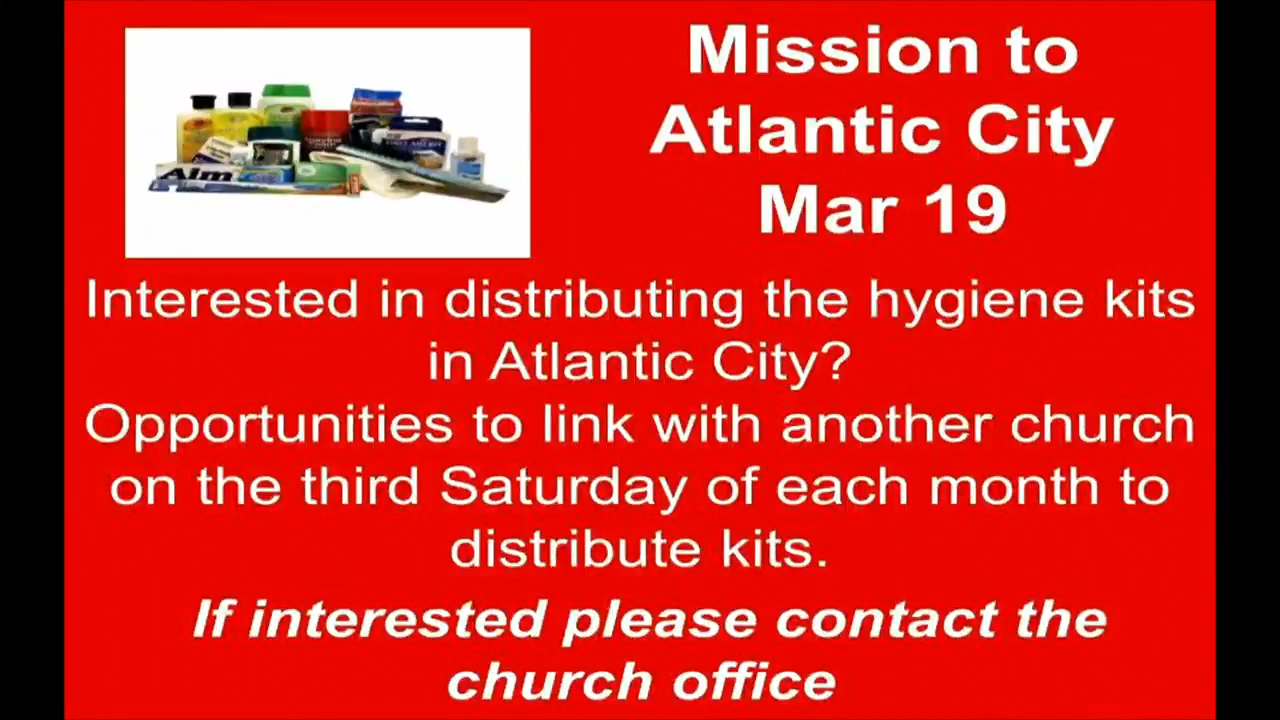 Mission to
Atlantic City
Mar 19
Aim
Interested in distributing the hygiene kits
in Atlantic City?
Opportunities to link with another church
on the third Saturday of each month to
distribute kits.
If interested please contact the
church office